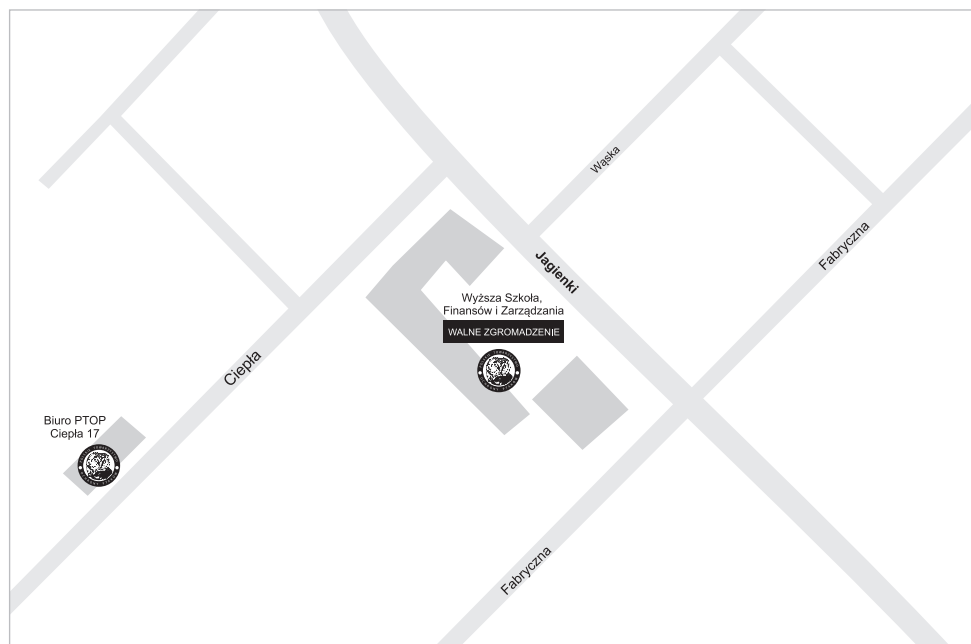 Wąska
Fabryczna
Jagienki
Wyższa Szkoła,
Finansów i Zarządzania
WALNE ZGROMADZENIE
Ciepła
Biuro PTOP
Ciepła 17
Fabryczna